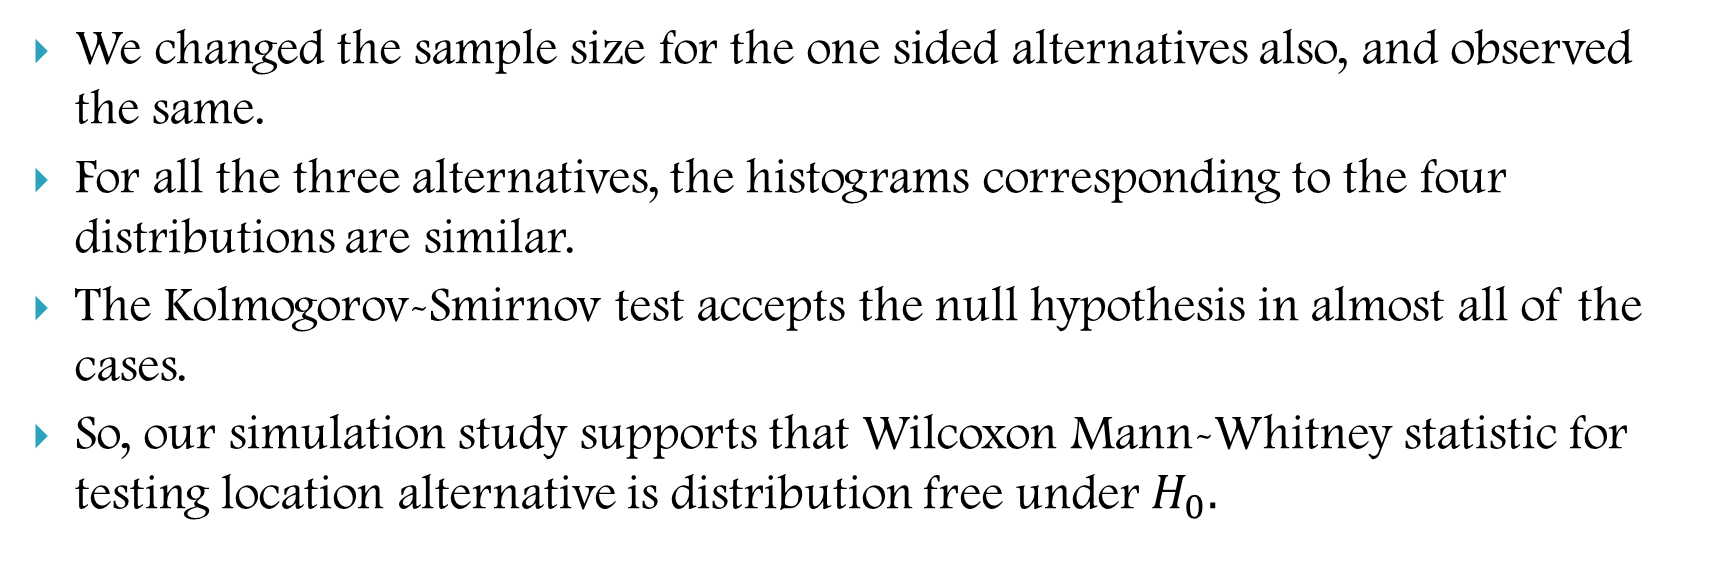 We changed the sample size for the one sided alternatives also, and observed
the same.
For all the three alternatives, the histograms corresponding to the four
distributions are similar.
The Kolmogorov-Smirnov test accepts the null hypothesis in almost all of the
cases.
So, our simulation study supports that Wilcoxon Mann-Whitney statistic for
testing location alternative is distribution free under H₀.